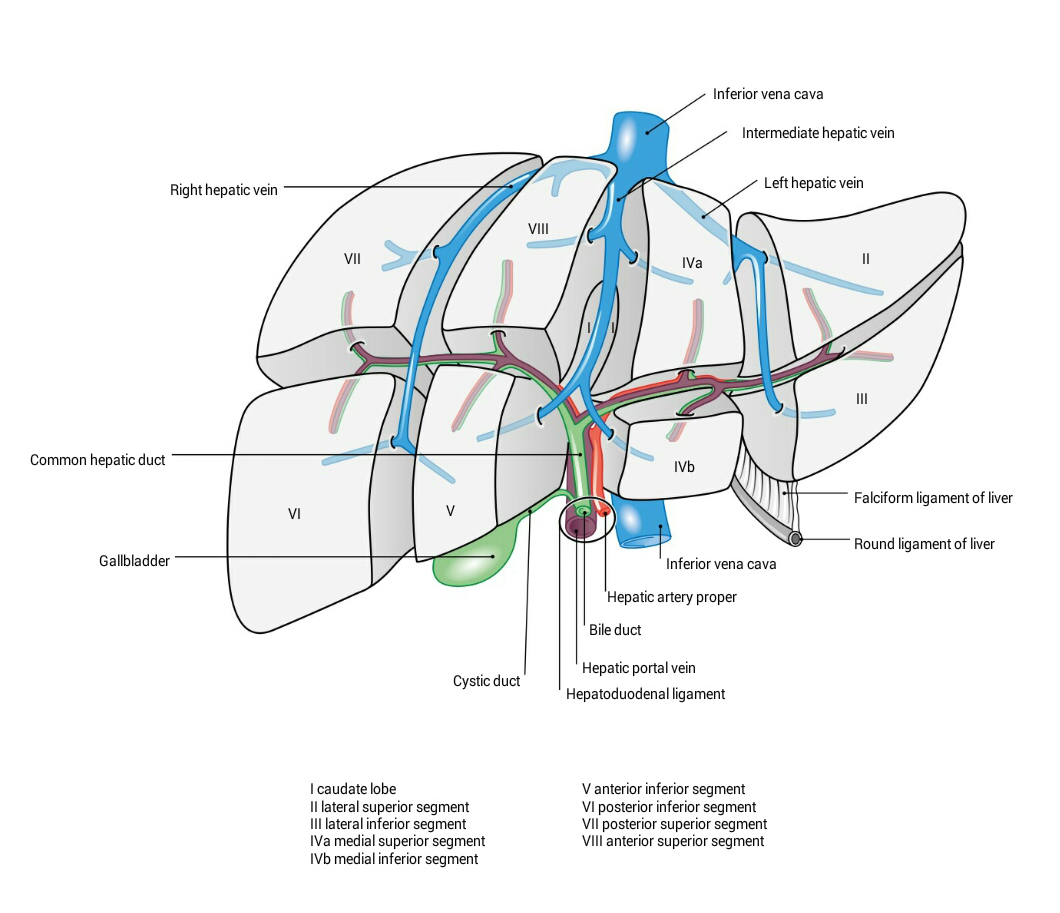 Inferior vena cava
Intermediate hepatic vein
Left hepatic vein
Right hepatic vein
VIII
VII
IVa
II
I
I
III
Common hepatic duct
IVb
VI
V
Falciform ligament of liver
Round ligament of liver
Gallbladder
Inferior vena cava
Hepatic artery proper
Bile duct
Hepatic portal vein
Cystic duct
Hepatoduodenal ligament
I caudate lobe
II lateral superior segment
III lateral inferior segment
IVa medial superior segment
IVb medial inferior segment
V anterior inferior segment
VI posterior inferior segment
VII posterior superior segment
VIII anterior superior segment